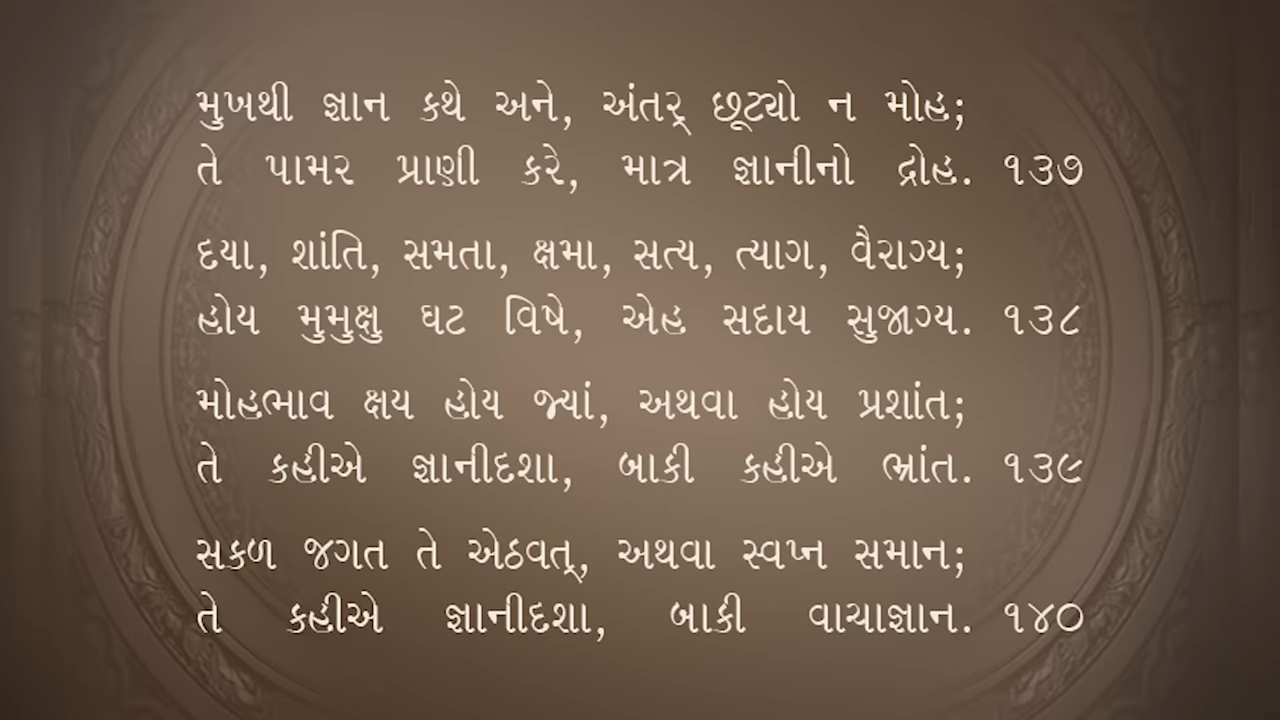 મુખથી જ્ઞાન કથે અને, અંતર્ છૂટ્યો ન મોહ;
તે પામર પ્રાણી કરે, માત્ર જ્ઞાનીનો દ્રોહ. ૧૩૭
દયા, શાંતિ, સમતા, ક્ષમા, સત્ય, ત્યાગ, વૈરાગ્ય;
હોય મુમુક્ષુ ઘટ વિષે, એહ સદાય સુજાગ્ય. ૧૩૮
મોહભાવ ક્ષય હોય જ્યાં, અથવા હોય પ્રશાંત;
તે કહીએ જ્ઞાનીદશા, બાકી કહીએ ભ્રાંત. ૧૩૯
સકળ જગત તે એઠવત્, અથવા સ્વપ્ન સમાન;
તે કહીએ જ્ઞાનીદશા, બાકી વાચાજ્ઞાન. ૧૪૦